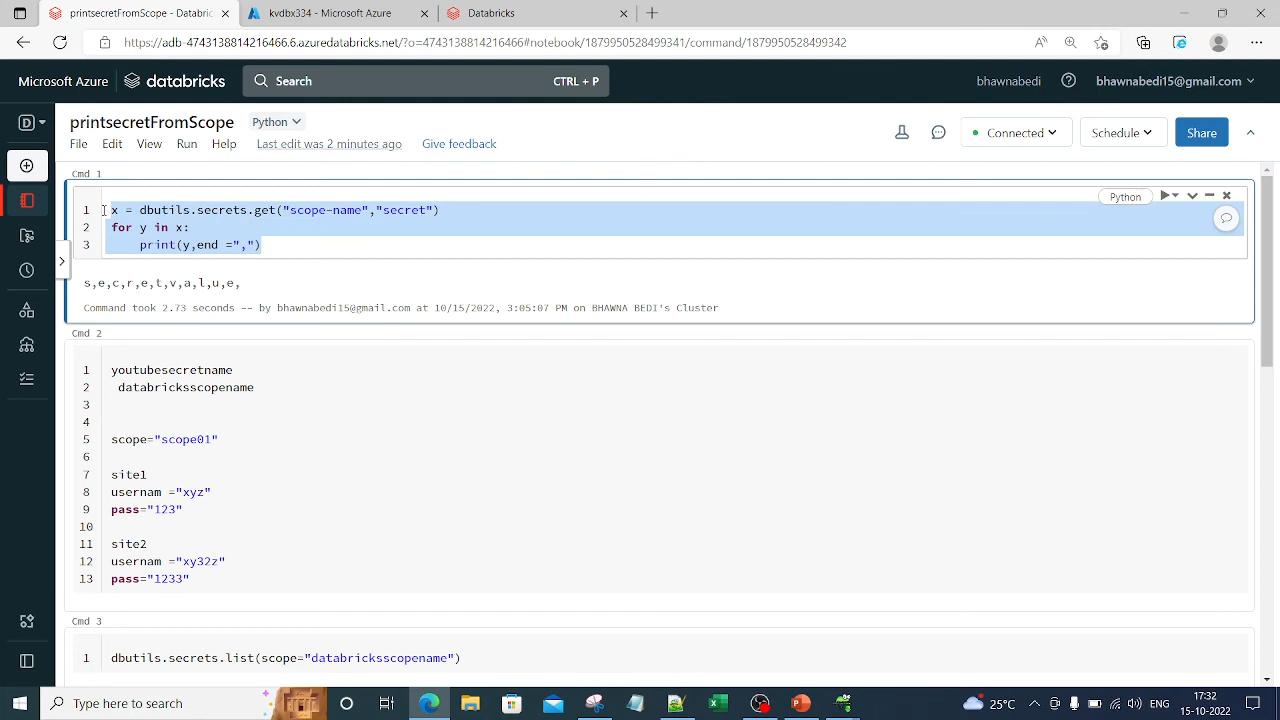 printsecretFromScope - Databric
kvdbx334 - Microsoft Azure
Databricks
https://adb-4743138814216466.6.azuredatabricks.net/?o=4743138814216466#notebook/1879950528499341/command/1879950528499342
Microsoft Azure
databricks
Search
CTRL + P
bhawnabedi
bhawnabedi15@gmail.com
D
printsecretFromScope
Python
Connected
Schedule
Share
File Edit View Run Help Last edit was 2 minutes ago Give feedback
Cmd 1
Python
1 x = dbutils.secrets.get("scope-name","secret")
2 for y in x:
3 print(y,end =",")
s,e,c,r,e,t,v,a,l,u,e,
Command took 2.73 seconds -- by bhawnabedi15@gmail.com at 10/15/2022, 3:05:07 PM on BHAWNA BEDI's Cluster
Cmd 2
1 youtubesecretname
2 databricksscopename
3
4
5 scope="scope01"
6
7 site1
8 usernam ="xyz"
9 pass="123"
10
11 site2
12 usernam ="xy32z"
13 pass="1233"
Cmd 3
1 dbutils.secrets.list(scope="databricksscopename")
Type here to search
25°C
ENG
17:32
15-10-2022